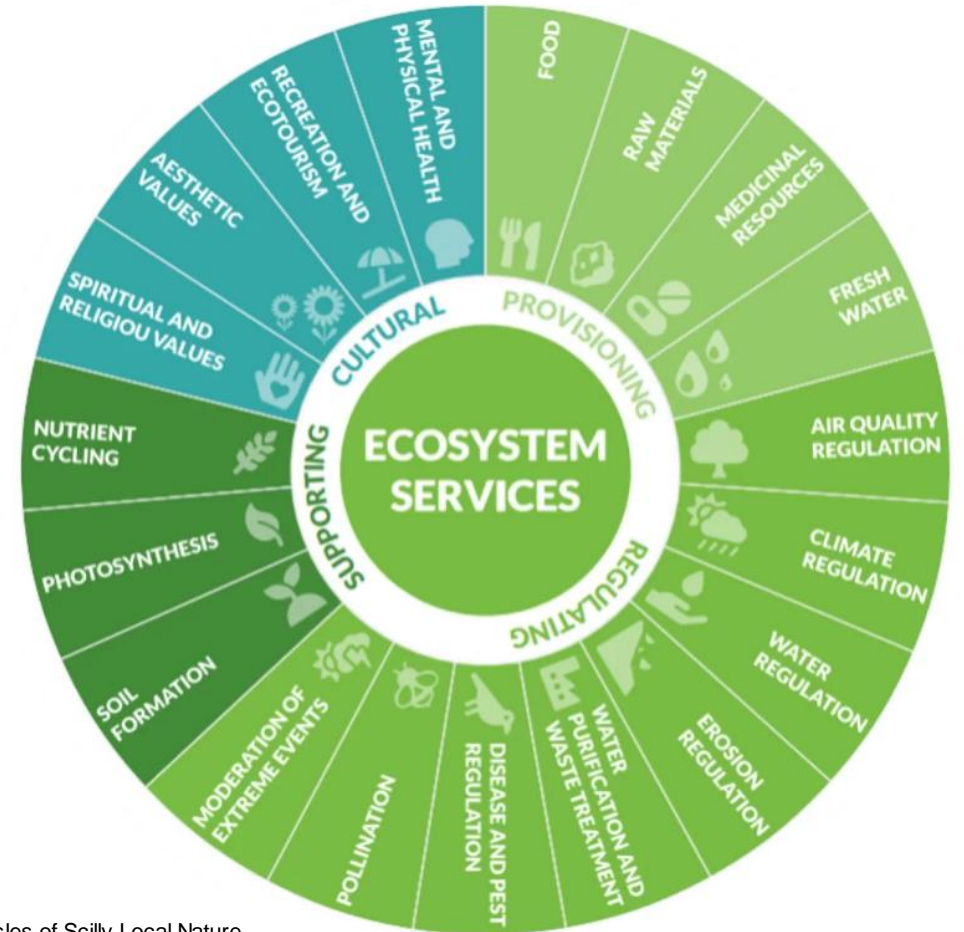 ECOSYSTEM
SERVICES
PROVISIONING
FOOD
RAW
MATERIALS
MEDICINAL
RESOURCES
FRESH
WATER
REGULATING
AIR QUALITY
REGULATION
CLIMATE
REGULATION
WATER
REGULATION
EROSION
REGULATION
WATER
PURIFICATION AND
WASTE TREATMENT
DISEASE AND PEST
REGULATION
POLLINATION
MODERATION OF
EXTREME EVENTS
SUPPORTING
SOIL
FORMATION
PHOTOSYNTHESIS
NUTRIENT
CYCLING
CULTURAL
SPIRITUAL AND
RELIGIOU VALUES
AESTHETIC
VALUES
RECREATION AND
ECOTOURISM
MENTAL AND
PHYSICAL HEALTH
of Scilly Local Nature